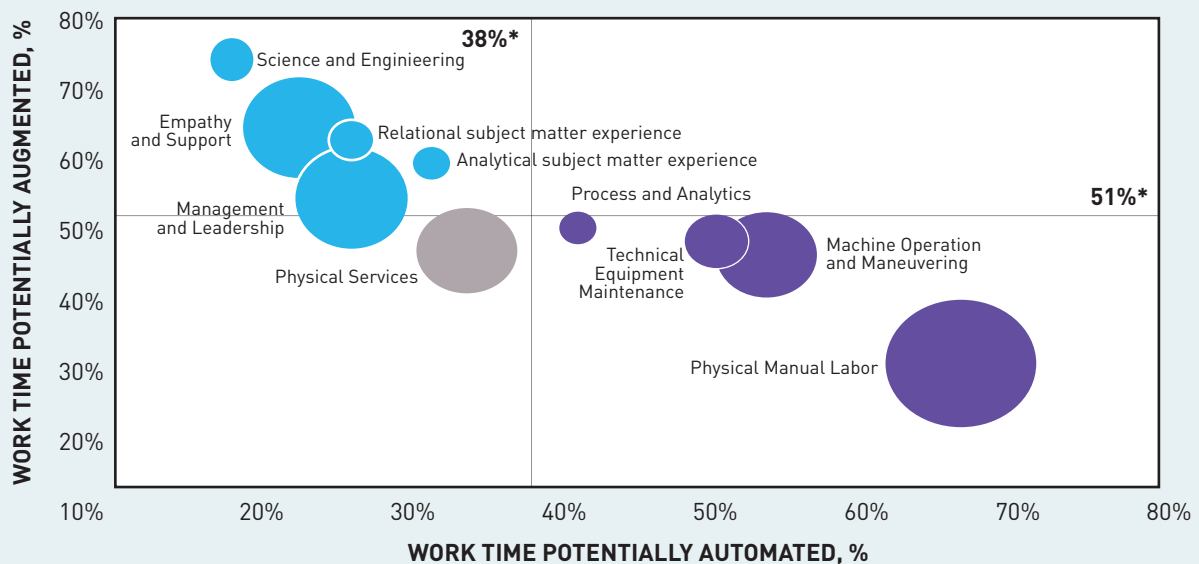 WORK TIME POTENTIALLY AUGMENTED, %
80%
70%
60%
50%
40%
30%
20%
38%*
Science and Enginieering
Empathy
and Support
Relational subject matter experience
Analytical subject matter experience
Management
and Leadership
Process and Analytics
51%*
Physical Services
Technical
Equipment
Maintenance
Machine Operation
and Maneuvering
Physical Manual Labor
10%
20%
30%
40%
50%
60%
70%
80%
WORK TIME POTENTIALLY AUTOMATED, %